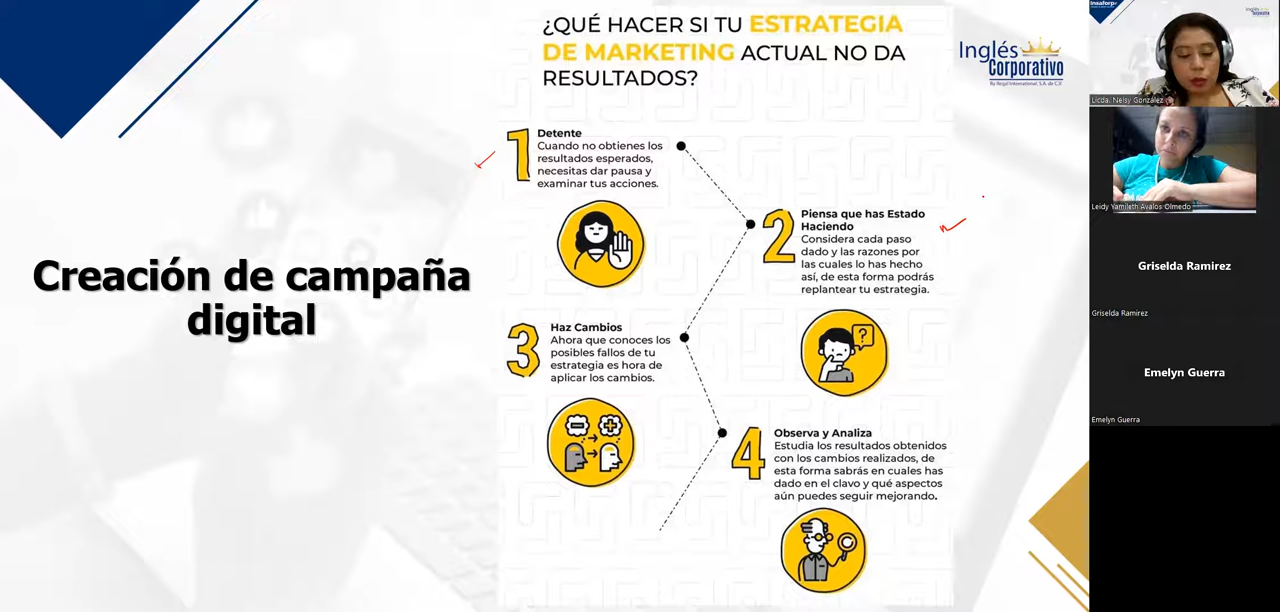 ¿QUÉ HACER SI TU ESTRATEGIA
DE MARKETING ACTUAL NO DA
RESULTADOS?
Inglés
Corporativo
By Regal International, S.A. de C.V.
Creación de campaña
digital
1
Detente
Cuando no obtienes los
resultados esperados,
necesitas dar pausa y
examinar tus acciones.
2
Piensa que has Estado
Haciendo
Considera cada paso
dado y las razones por
las cuales lo has hecho
así, de esta forma podrás
replantear tu estrategia.
?
3
Haz Cambios
Ahora que conoces los
posibles fallos de tu
estrategia es hora de
aplicar los cambios.
4
Observa y Analiza
Estudia los resultados obtenidos
con los cambios realizados, de
esta forma sabrás en cuales has
dado en el clavo y qué aspectos
aún puedes seguir mejorando.
Insaforp
Licda. Neisy González
Leidy Yamileth Avalos Olmedo
Griselda Ramirez
Griselda Ramirez
Emelyn Guerra
Emelyn Guerra